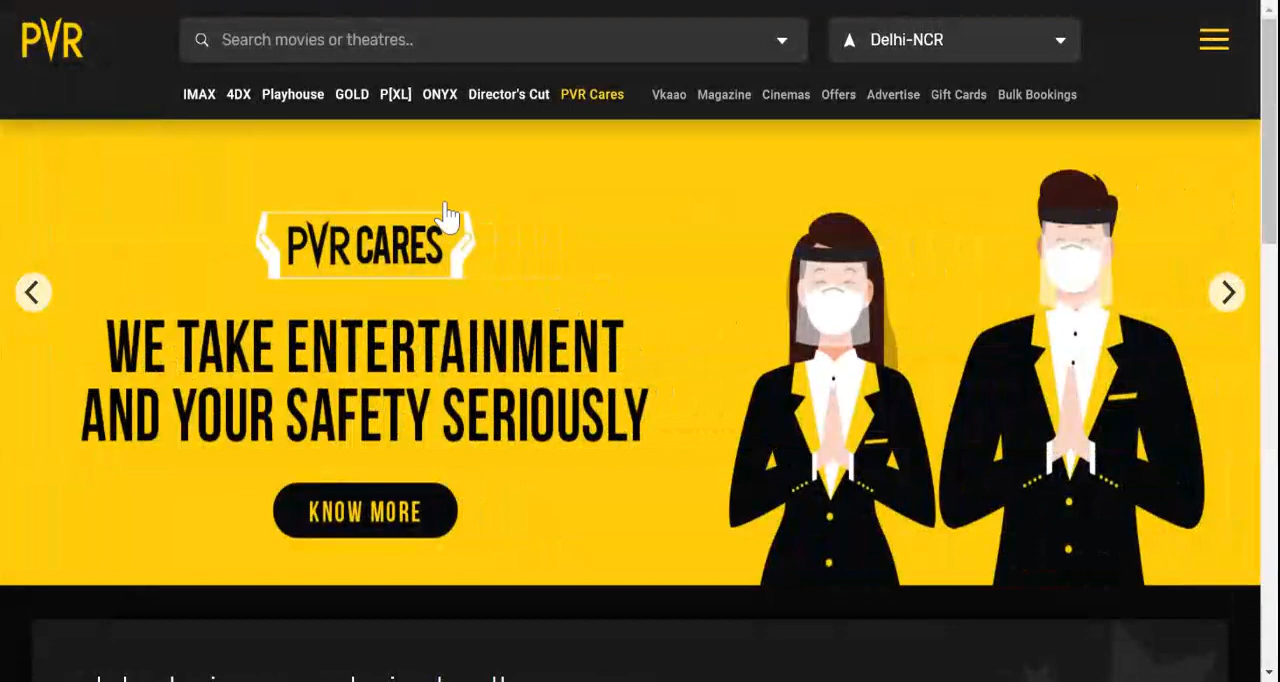 PVR
Search movies or theatres..
Delhi-NCR
IMAX 4DX Playhouse GOLD P[XL] ONYX Director's Cut PVR Cares Vkaao Magazine Cinemas Offers Advertise Gift Cards Bulk Bookings
PVR CARES
WE TAKE ENTERTAINMENT
AND YOUR SAFETY SERIOUSLY
KNOW MORE